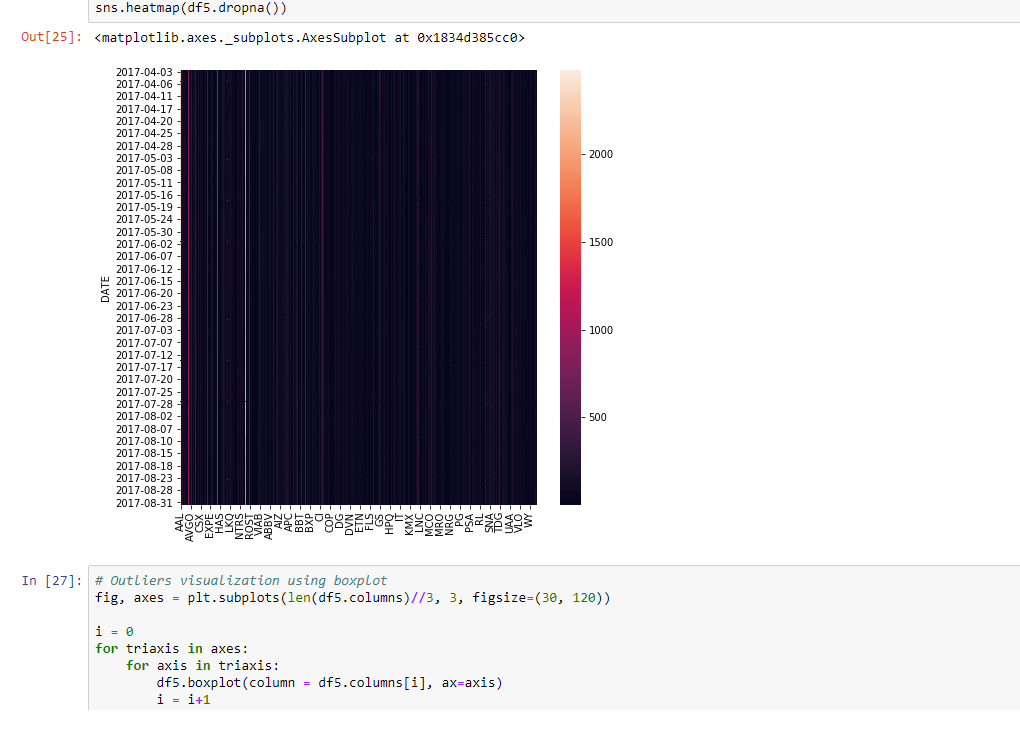 sns.heatmap(df5.dropna())
Out[25]: <matplotlib.axes._subplots.AxesSubplot at 0x1834d385cc0>
2017-04-03
2017-04-06
2017-04-11
2017-04-17
2017-04-20
2017-04-25
2017-04-28
2017-05-03
2017-05-08
2017-05-11
2017-05-16
2017-05-19
2017-05-24
2017-05-30
2017-06-02
2017-06-07
2017-06-12
2017-06-15
2017-06-20
2017-06-23
2017-06-28
2017-07-03
2017-07-07
2017-07-12
2017-07-17
2017-07-20
2017-07-25
2017-07-28
2017-08-02
2017-08-07
2017-08-10
2017-08-15
2017-08-18
2017-08-23
2017-08-28
2017-08-31
DATE
2000
1500
1000
500
AAL
AVGO
CSX
EXPE
HAS
LKQ
NTRS
ROST
VIAB
ABBV
AIZ
APC
BBT
BXP
CI
COP
DG
DVN
ETN
FLS
GS
HPQ
IT
KMX
LNC
MCO
MRO
NRG
PG
PSA
RL
SNA
TDG
UAA
VLO
WY
In [27]: # Outliers visualization using boxplot
fig, axes = plt.subplots(len(df5.columns)//3, 3, figsize=(30, 120))
i = 0
for triaxis in axes:
    for axis in triaxis:
        df5.boxplot(column = df5.columns[i], ax=axis)
        i = i+1